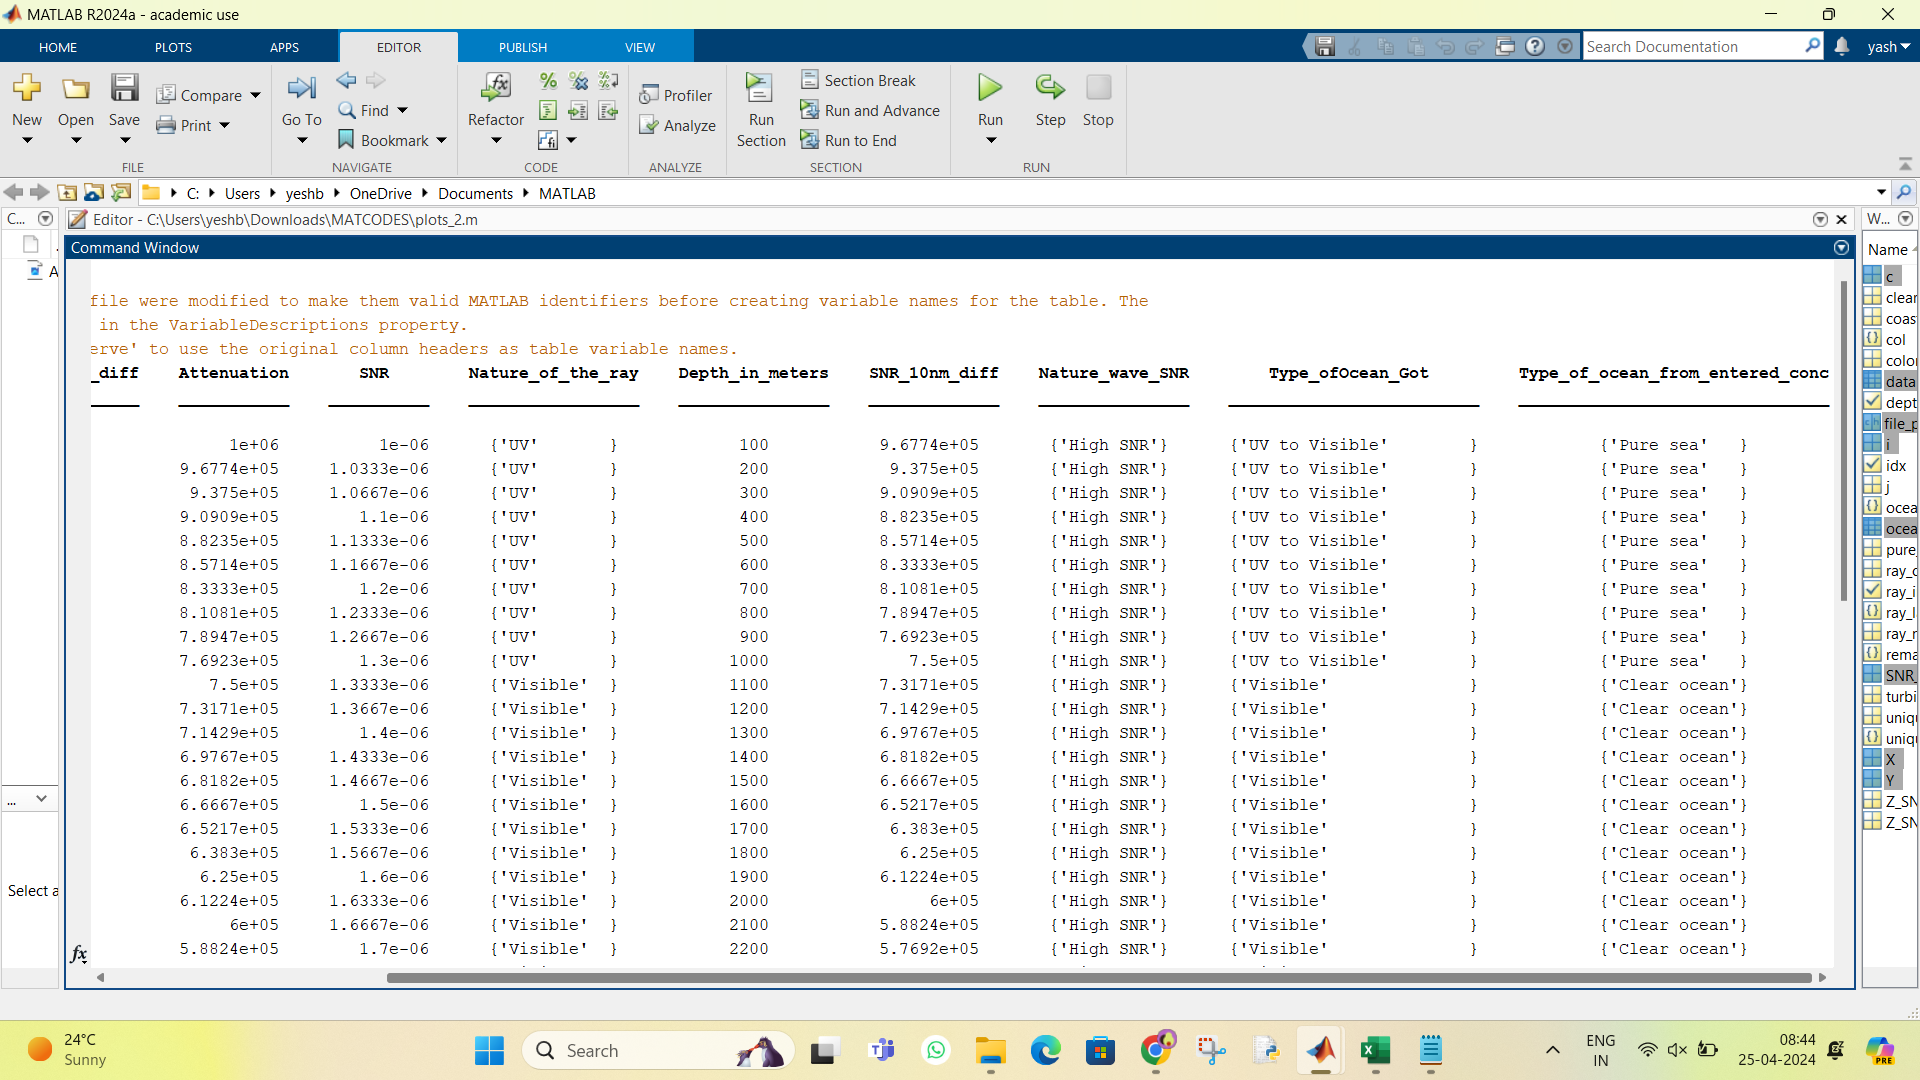 MATLAB R2024a - academic use
HOME PLOTS APPS EDITOR PUBLISH VIEW Search Documentation yash
New Open Save Compare Print FILE
Go To Find Bookmark NAVIGATE
Refactor CODE
Profiler Analyze ANALYZE
Run Section Section Break Run and Advance Run to End SECTION
Run Step Stop RUN
C: Users yeshb OneDrive Documents MATLAB
C... Editor - C:\Users\yeshb\Downloads\MATCODES\plots_2.m W...
Command Window
Name
file were modified to make them valid MATLAB identifiers before creating variable names for the table. The
in the VariableDescriptions property.
erve' to use the original column headers as table variable names.
_diff Attenuation SNR Nature_of_the_ray Depth_in_meters SNR_10nm_diff Nature_wave_SNR Type_ofOcean_Got Type_of_ocean_from_entered_conc
1e+06 1e-06 {'UV' } 100 9.6774e+05 {'High SNR'} {'UV to Visible' } {'Pure sea' }
9.6774e+05 1.0333e-06 {'UV' } 200 9.375e+05 {'High SNR'} {'UV to Visible' } {'Pure sea' }
9.375e+05 1.0667e-06 {'UV' } 300 9.0909e+05 {'High SNR'} {'UV to Visible' } {'Pure sea' }
9.0909e+05 1.1e-06 {'UV' } 400 8.8235e+05 {'High SNR'} {'UV to Visible' } {'Pure sea' }
8.8235e+05 1.1333e-06 {'UV' } 500 8.5714e+05 {'High SNR'} {'UV to Visible' } {'Pure sea' }
8.5714e+05 1.1667e-06 {'UV' } 600 8.3333e+05 {'High SNR'} {'UV to Visible' } {'Pure sea' }
8.3333e+05 1.2e-06 {'UV' } 700 8.1081e+05 {'High SNR'} {'UV to Visible' } {'Pure sea' }
8.1081e+05 1.2333e-06 {'UV' } 800 7.8947e+05 {'High SNR'} {'UV to Visible' } {'Pure sea' }
7.8947e+05 1.2667e-06 {'UV' } 900 7.6923e+05 {'High SNR'} {'UV to Visible' } {'Pure sea' }
7.6923e+05 1.3e-06 {'UV' } 1000 7.5e+05 {'High SNR'} {'UV to Visible' } {'Pure sea' }
7.5e+05 1.3333e-06 {'Visible' } 1100 7.3171e+05 {'High SNR'} {'Visible' } {'Clear ocean'}
7.3171e+05 1.3667e-06 {'Visible' } 1200 7.1429e+05 {'High SNR'} {'Visible' } {'Clear ocean'}
7.1429e+05 1.4e-06 {'Visible' } 1300 6.9767e+05 {'High SNR'} {'Visible' } {'Clear ocean'}
6.9767e+05 1.4333e-06 {'Visible' } 1400 6.8182e+05 {'High SNR'} {'Visible' } {'Clear ocean'}
6.8182e+05 1.4667e-06 {'Visible' } 1500 6.6667e+05 {'High SNR'} {'Visible' } {'Clear ocean'}
6.6667e+05 1.5e-06 {'Visible' } 1600 6.5217e+05 {'High SNR'} {'Visible' } {'Clear ocean'}
6.5217e+05 1.5333e-06 {'Visible' } 1700 6.383e+05 {'High SNR'} {'Visible' } {'Clear ocean'}
6.383e+05 1.5667e-06 {'Visible' } 1800 6.25e+05 {'High SNR'} {'Visible' } {'Clear ocean'}
6.25e+05 1.6e-06 {'Visible' } 1900 6.1224e+05 {'High SNR'} {'Visible' } {'Clear ocean'}
6.1224e+05 1.6333e-06 {'Visible' } 2000 6e+05 {'High SNR'} {'Visible' } {'Clear ocean'}
6e+05 1.6667e-06 {'Visible' } 2100 5.8824e+05 {'High SNR'} {'Visible' } {'Clear ocean'}
5.8824e+05 1.7e-06 {'Visible' } 2200 5.7692e+05 {'High SNR'} {'Visible' } {'Clear ocean'}
fx
A
...
Select a
c
clear
coas
col
colo
data
dept
file_p
i
idx
j
ocea
ocea
pure
ray_c
ray_i
ray_l
ray_r
rema
SNR_
turbi
uniq
uniq
X
Y
Z_SN
Z_SN
24°C
Sunny
Search
ENG
IN
08:44
25-04-2024
PRE